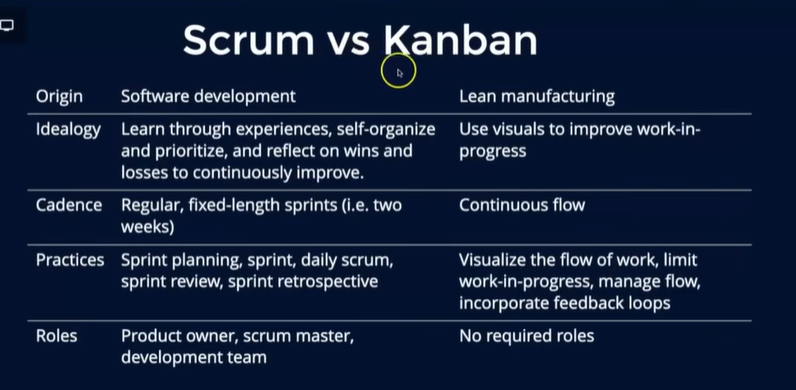 Scrum vs Kanban
Origin Software development Lean manufacturing
Idealogy Learn through experiences, self-organize Use visuals to improve work-in-
and prioritize, and reflect on wins and progress
losses to continuously improve.
Cadence Regular, fixed-length sprints (i.e. two Continuous flow
weeks)
Practices Sprint planning, sprint, daily scrum, Visualize the flow of work, limit
sprint review, sprint retrospective work-in-progress, manage flow,
incorporate feedback loops
Roles Product owner, scrum master, No required roles
development team